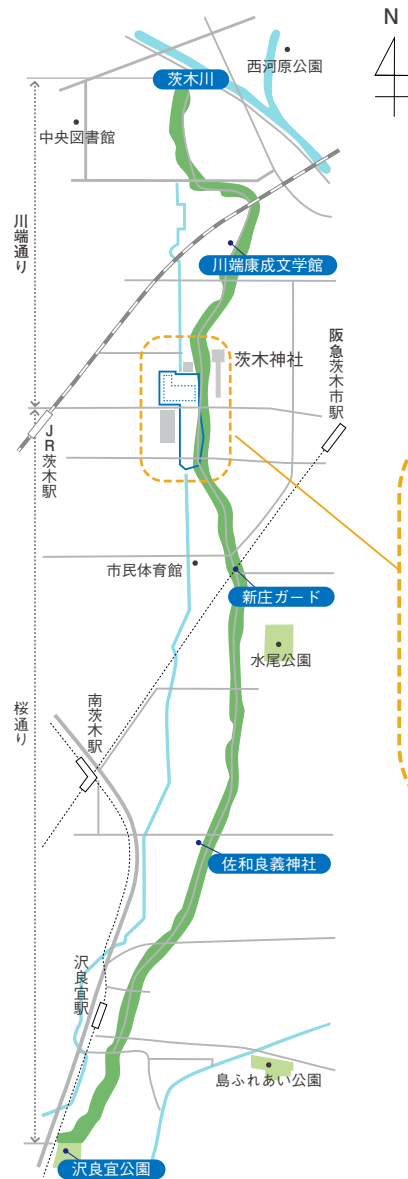 N
西河原公園
茨木川
中央図書館
川端通り
川端康成文学館
阪急茨木市駅
茨木神社
JR茨木駅
市民体育館
新庄ガード
水尾公園
桜通り
南茨木駅
佐和良義神社
沢良宜駅
島ふれあい公園
沢良宜公園